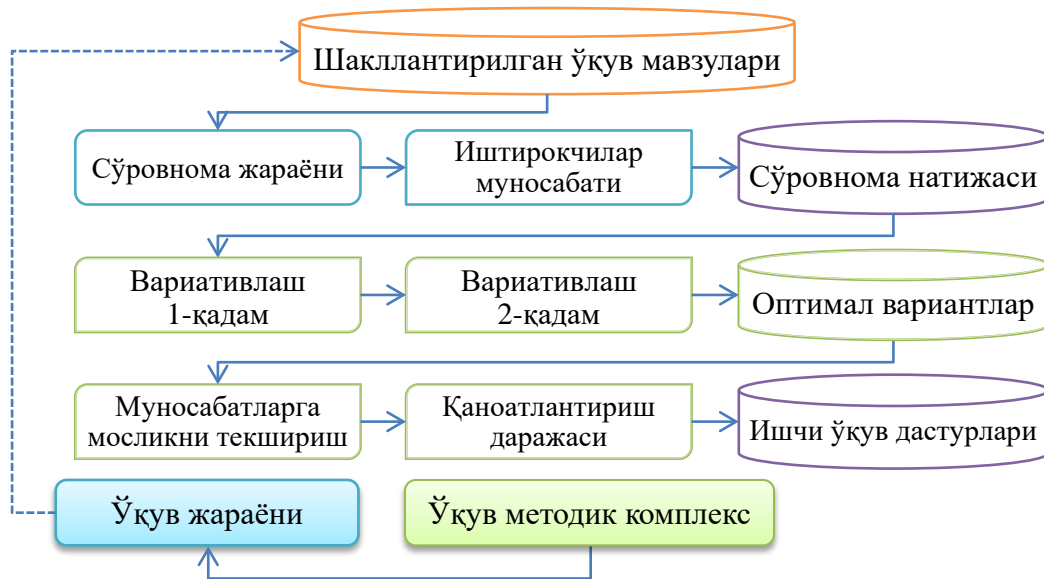 Шакллантирилган ўқув мавзулари
Сўровнома жараёни
Иштирокчилар
муносабати
Сўровнома натижаси
Вариативлаш
1-қадам
Вариативлаш
2-қадам
Оптимал вариантлар
Муносабатларга
мосликни текшириш
Қаноатлантириш
даражаси
Ишчи ўқув дастурлари
Ўқув жараёни
Ўқув методик комплекс